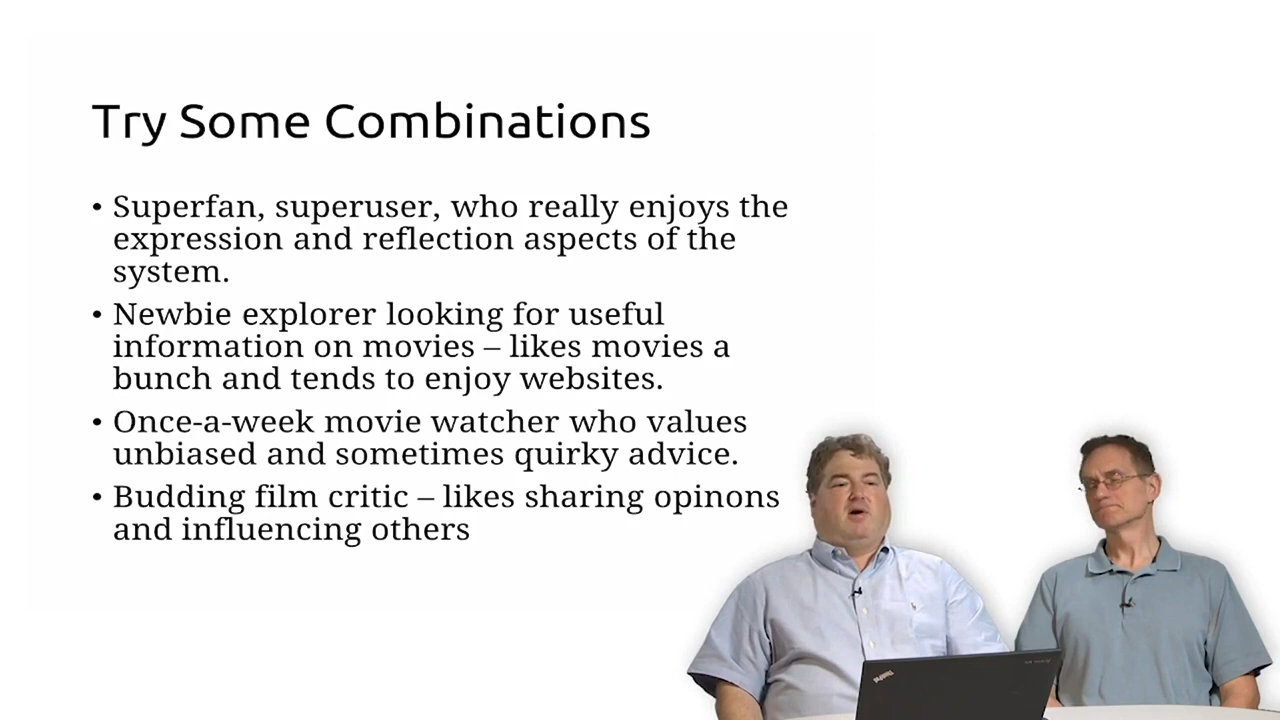 Try Some Combinations
• Superfan, superuser, who really enjoys the
expression and reflection aspects of the
system.
• Newbie explorer looking for useful
information on movies – likes movies a
bunch and tends to enjoy websites.
• Once-a-week movie watcher who values
unbiased and sometimes quirky advice.
• Budding film critic – likes sharing opinons
and influencing others
ThinkPad